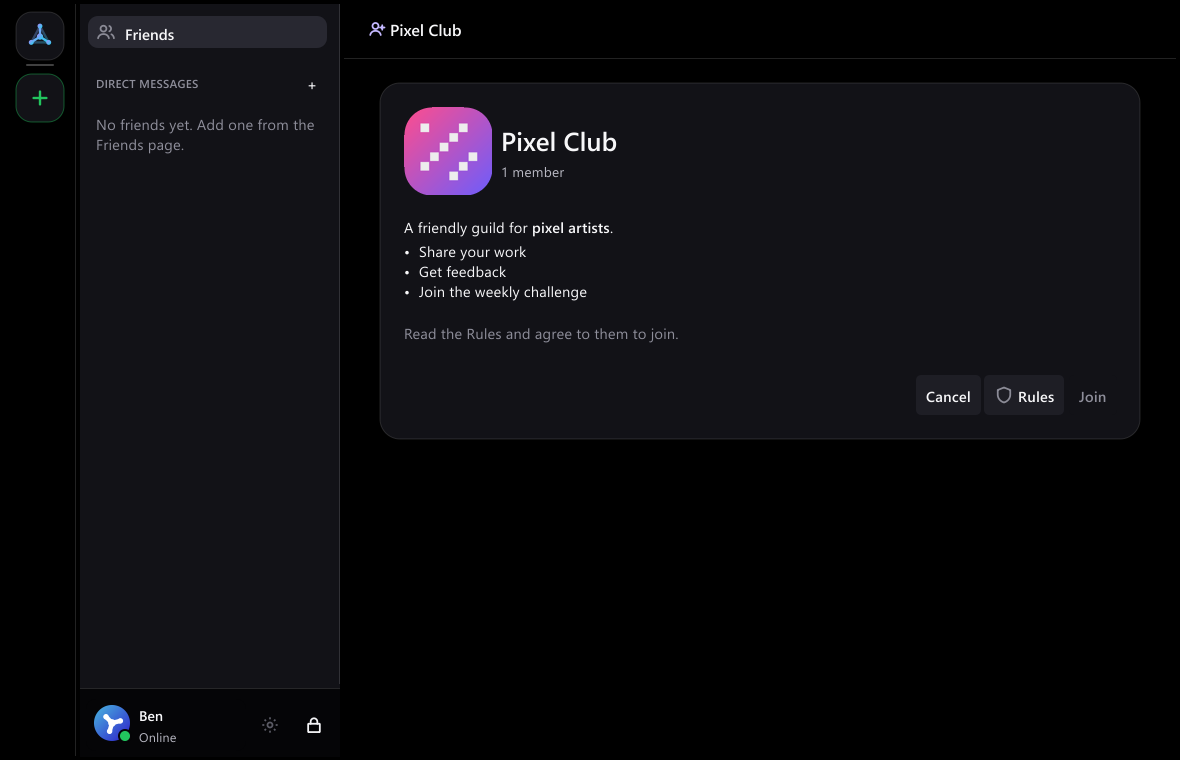 Friends
DIRECT MESSAGES
+
No friends yet. Add one from the
Friends page.
Ben
Online
Pixel Club
Pixel Club
1 member
A friendly guild for pixel artists.
• Share your work
• Get feedback
• Join the weekly challenge
Read the Rules and agree to them to join.
Cancel
Rules
Join